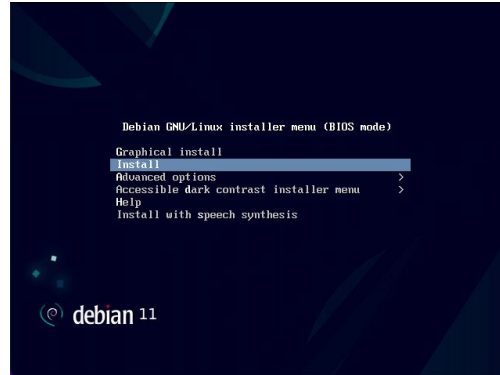 Debian GNU/Linux installer menu (BIOS mode)
Graphical install
Install
Advanced options >
Accessible dark contrast installer menu >
Help
Install with speech synthesis
debian 11